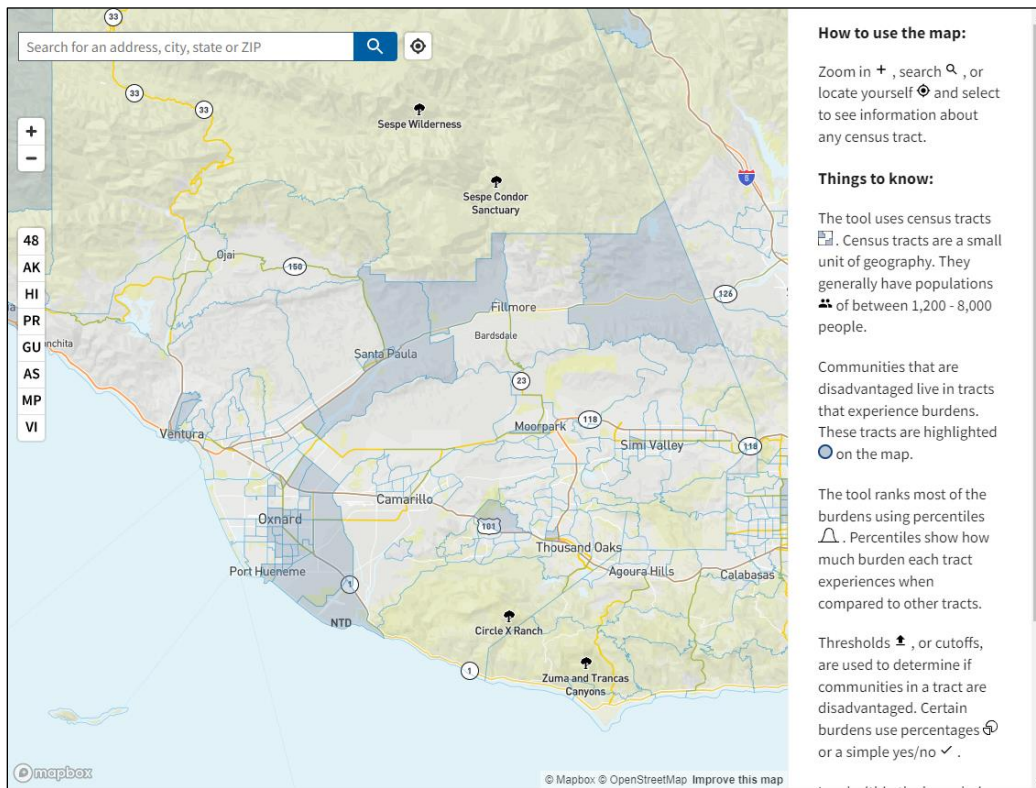 33
Search for an address, city, state or ZIP
33
33
Sespe Wilderness
+
−
5
Sespe Condor
Sanctuary
48
AK
HI
PR
GU
AS
MP
VI
Ojai
150
126
Fillmore
Bardsdale
nchita
Santa Paula
23
118
Moorpark
Simi Valley
118
Ventura
Camarillo
101
Oxnard
Thousand Oaks
Port Hueneme
1
Agoura Hills
Calabasas
NTD
Circle X Ranch
1
Zuma and Trancas
Canyons
mapbox
© Mapbox © OpenStreetMap Improve this map
How to use the map:
Zoom in + , search , or
locate yourself and select
to see information about
any census tract.
Things to know:
The tool uses census tracts
. Census tracts are a small
unit of geography. They
generally have populations
of between 1,200 - 8,000
people.
Communities that are
disadvantaged live in tracts
that experience burdens.
These tracts are highlighted
on the map.
The tool ranks most of the
burdens using percentiles
. Percentiles show how
much burden each tract
experiences when
compared to other tracts.
Thresholds , or cutoffs,
are used to determine if
communities in a tract are
disadvantaged. Certain
burdens use percentages
or a simple yes/no ✓ .